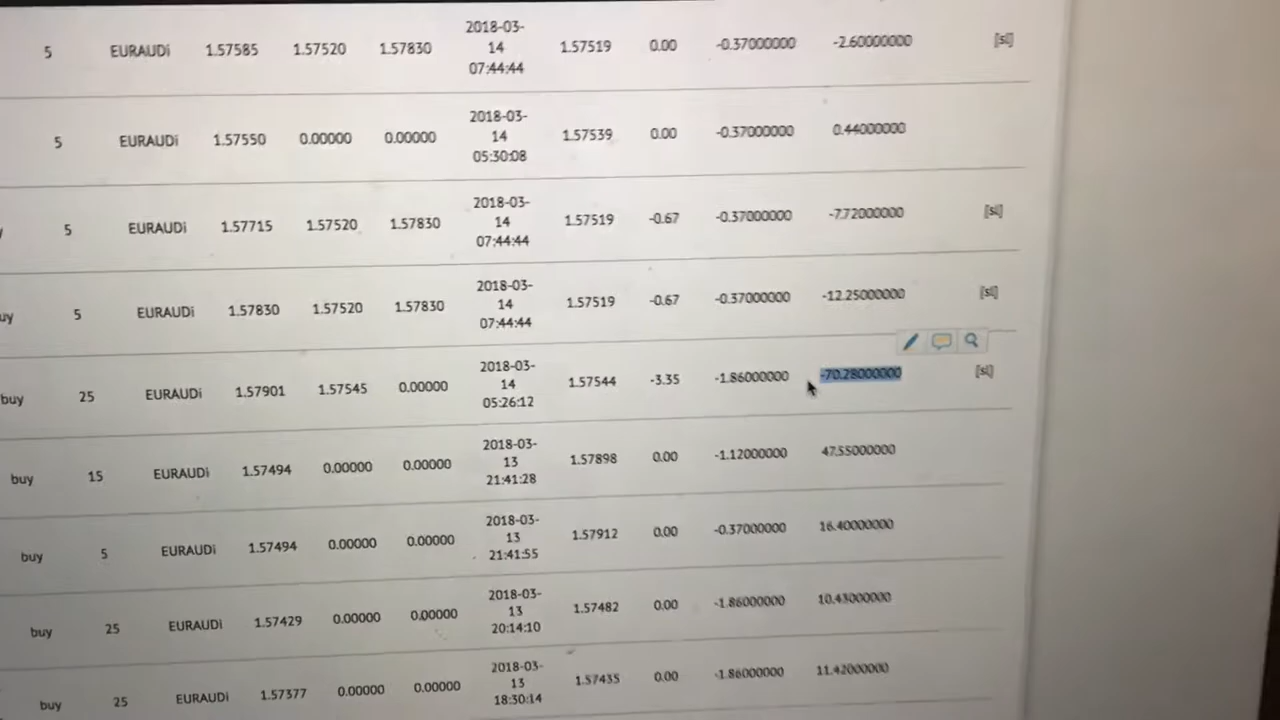 5 EURAUDi 1.57585 1.57520 1.57830 2018-03-14 07:44:44 1.57519 0.00 -0.37000000 -2.60000000 [sl]
5 EURAUDi 1.57550 0.00000 0.00000 2018-03-14 05:30:08 1.57539 0.00 -0.37000000 0.44000000
5 EURAUDi 1.57715 1.57520 1.57830 2018-03-14 07:44:44 1.57519 -0.67 -0.37000000 -7.72000000 [sl]
uy 5 EURAUDi 1.57830 1.57520 1.57830 2018-03-14 07:44:44 1.57519 -0.67 -0.37000000 -12.25000000 [sl]
buy 25 EURAUDi 1.57901 1.57545 0.00000 2018-03-14 05:26:12 1.57544 -3.35 -1.86000000 -70.28000000 [sl]
buy 15 EURAUDi 1.57494 0.00000 0.00000 2018-03-13 21:41:28 1.57898 0.00 -1.12000000 47.55000000
buy 5 EURAUDi 1.57494 0.00000 0.00000 2018-03-13 21:41:55 1.57912 0.00 -0.37000000 16.40000000
buy 25 EURAUDi 1.57429 0.00000 0.00000 2018-03-13 20:14:10 1.57482 0.00 -1.86000000 10.43000000
buy 25 EURAUDi 1.57377 0.00000 0.00000 2018-03-13 18:30:14 1.57435 0.00 -1.86000000 11.42000000